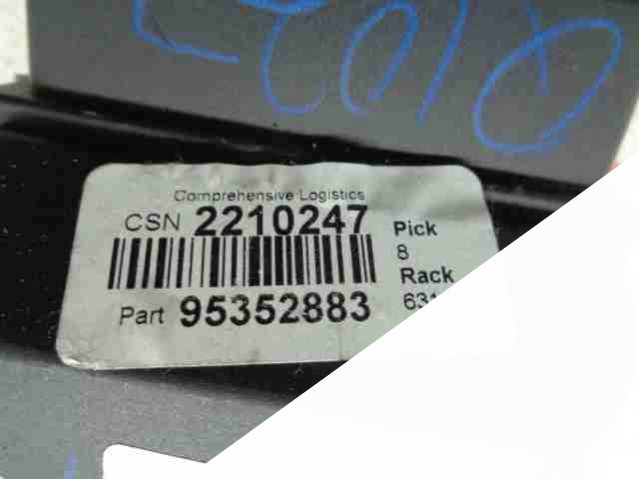 Comprehensive Logistics
CSN 2210247
Part 95352883
Pick
8
Rack